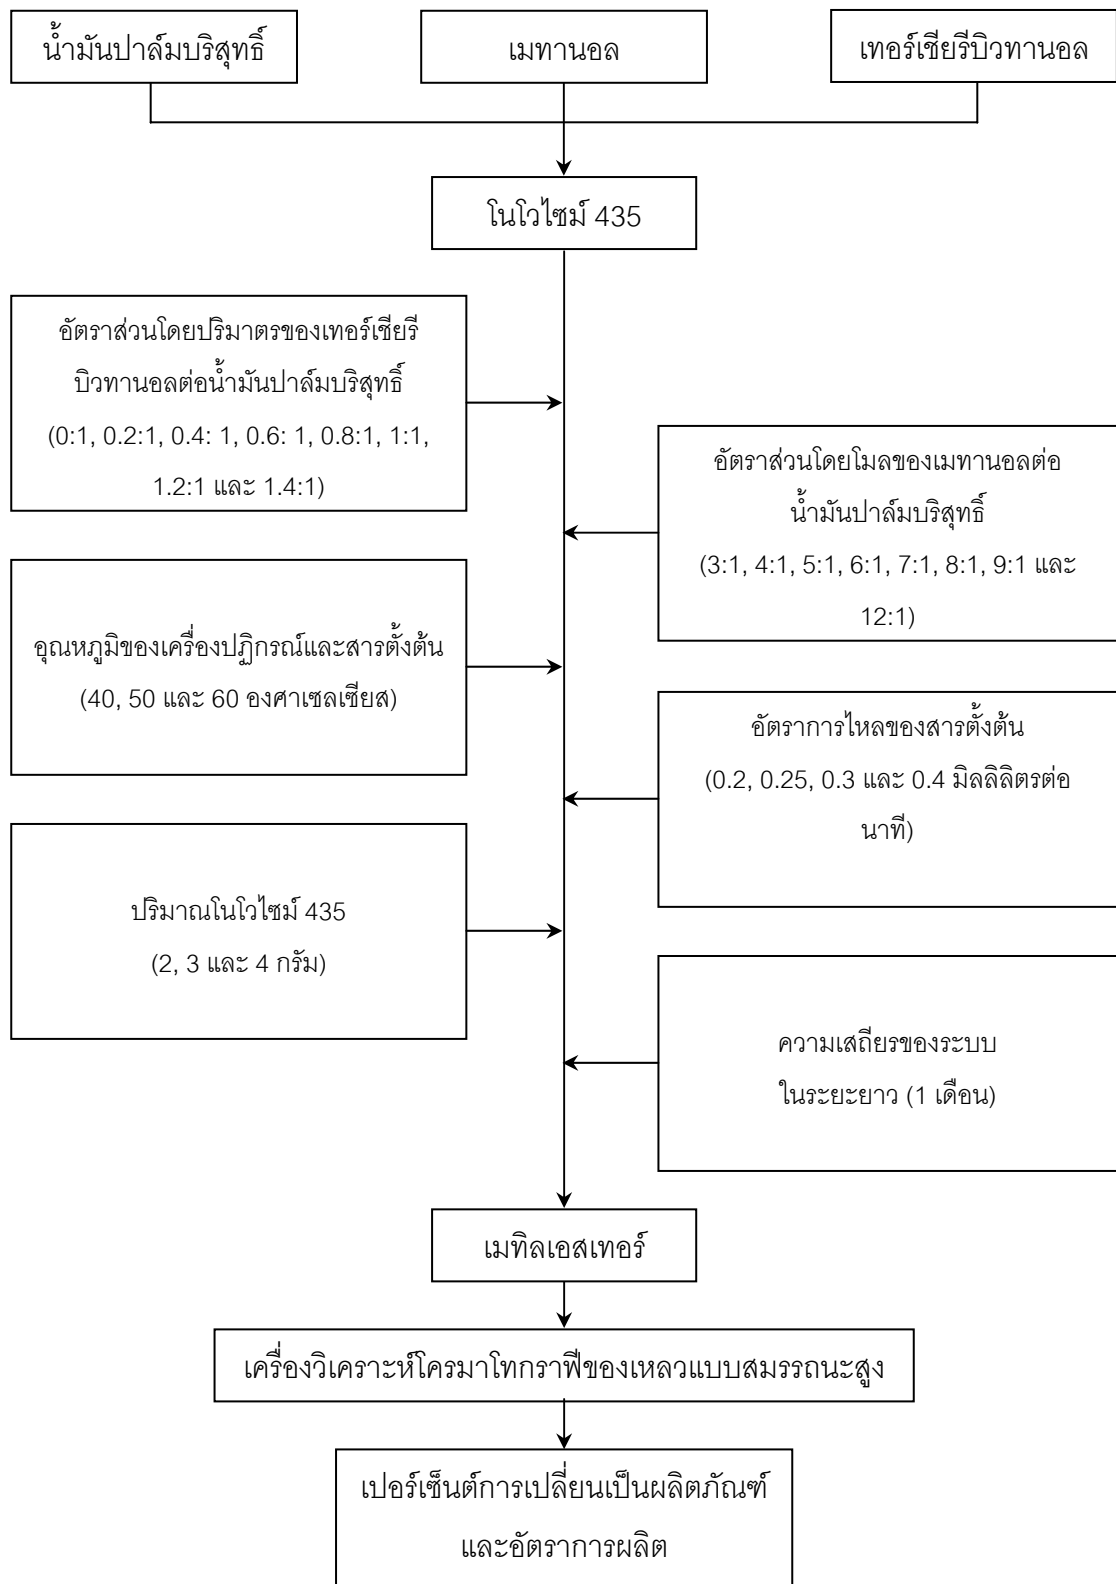 น้ำมันปาล์มบริสุทธิ์
เมทานอล
เทอร์เชียรีบิวทานอล
โนโวไซม์ 435
อัตราส่วนโดยปริมาตรของเทอร์เชียรี
บิวทานอลต่อน้ำมันปาล์มบริสุทธิ์
(0:1, 0.2:1, 0.4: 1, 0.6: 1, 0.8:1, 1:1,
1.2:1 และ 1.4:1)
อัตราส่วนโดยโมลของเมทานอลต่อ
น้ำมันปาล์มบริสุทธิ์
(3:1, 4:1, 5:1, 6:1, 7:1, 8:1, 9:1 และ
12:1)
อุณหภูมิของเครื่องปฏิกรณ์และสารตั้งต้น
(40, 50 และ 60 องศาเซลเซียส)
อัตราการไหลของสารตั้งต้น
(0.2, 0.25, 0.3 และ 0.4 มิลลิลิตรต่อ
นาที)
ปริมาณโนโวไซม์ 435
(2, 3 และ 4 กรัม)
ความเสถียรของระบบ
ในระยะยาว (1 เดือน)
เมทิลเอสเทอร์
เครื่องวิเคราะห์โครมาโทกราฟีของเหลวแบบสมรรถนะสูง
เปอร์เซ็นต์การเปลี่ยนเป็นผลิตภัณฑ์
และอัตราการผลิต